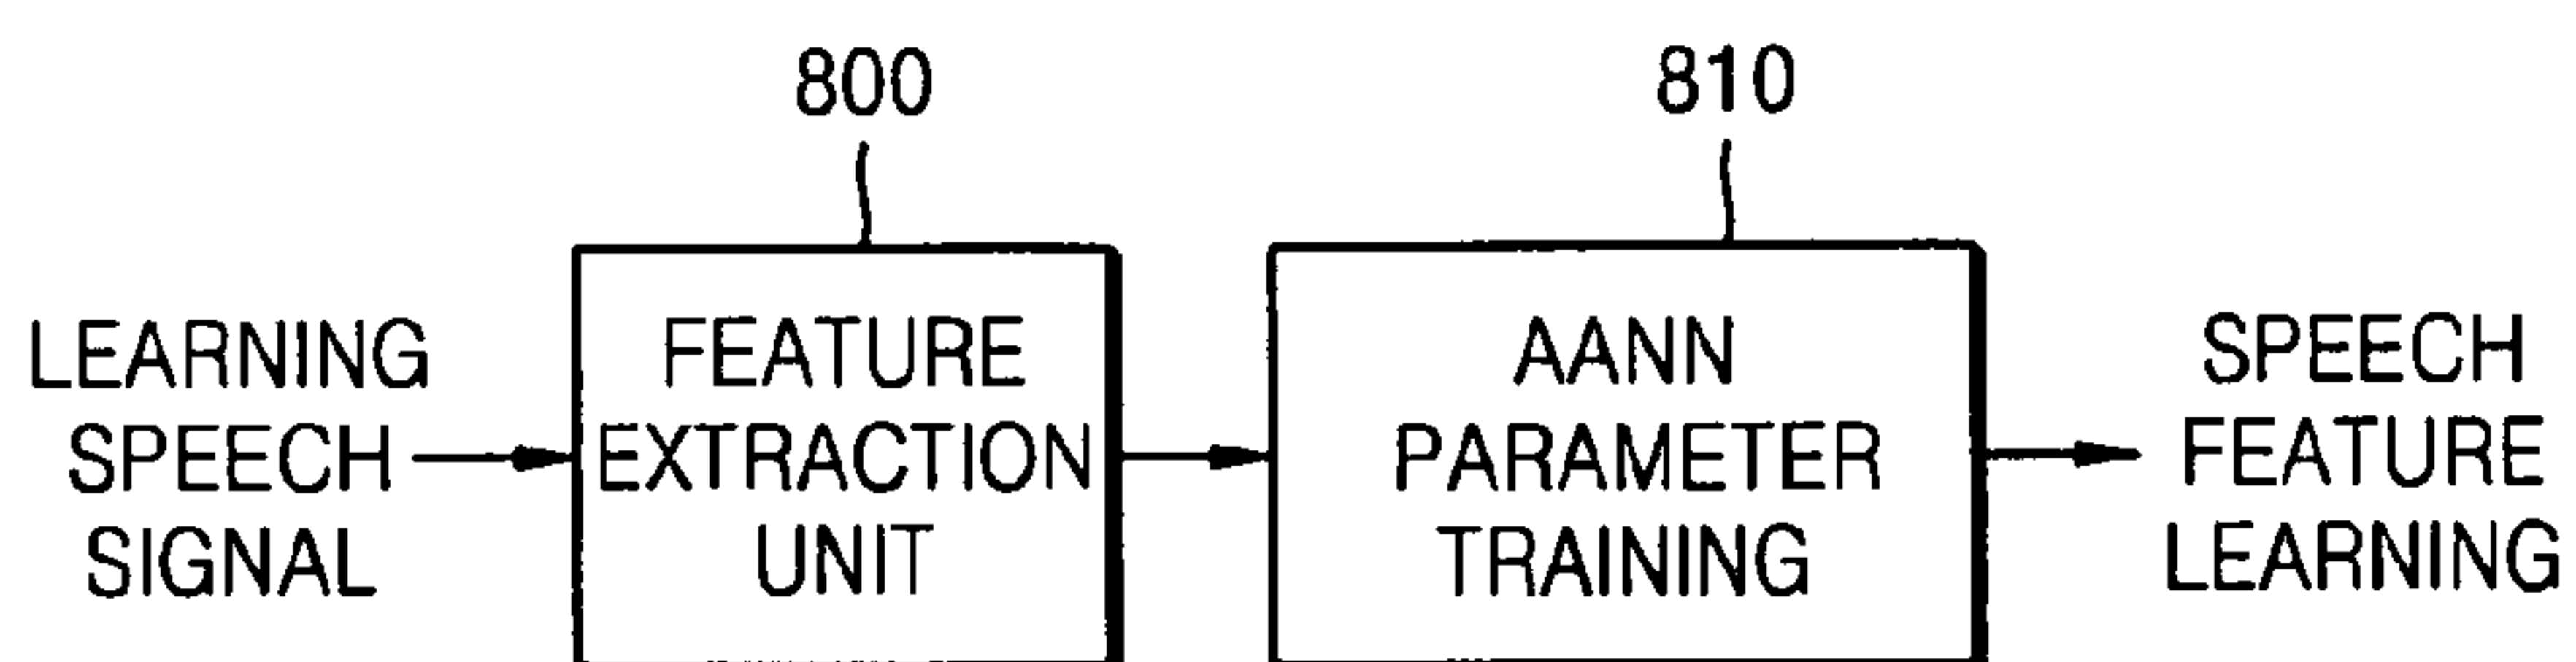 800
810
LEARNING
SPEECH
SIGNAL
FEATURE
EXTRACTION
UNIT
AANN
PARAMETER
TRAINING
SPEECH
FEATURE
LEARNING